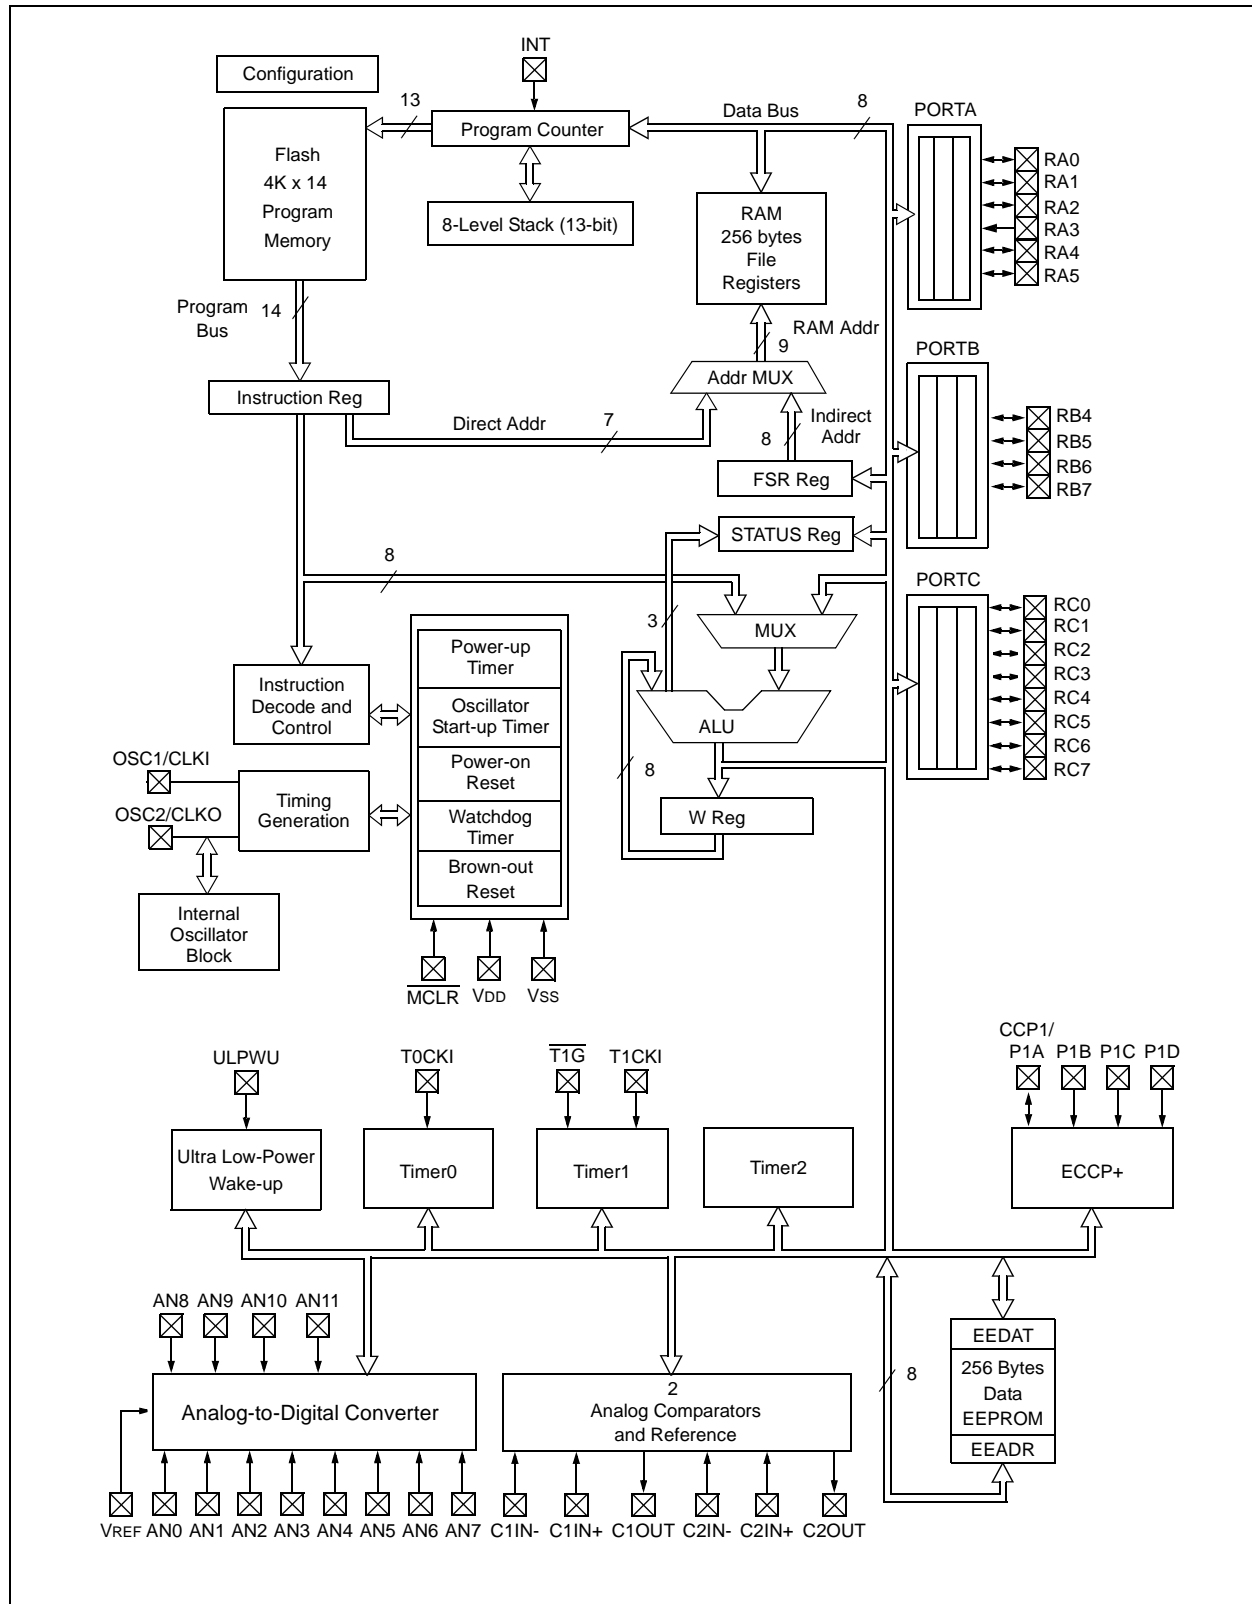 INT
Configuration
13
Program Counter
Data Bus
8
PORTA
Flash
4K x 14
Program
Memory
8-Level Stack (13-bit)
RAM
256 bytes
File
Registers
RA0
RA1
RA2
RA3
RA4
RA5
Program
Bus
14
RAM Addr
9
PORTB
Instruction Reg
Addr MUX
Direct Addr
7
Indirect
Addr
8
RB4
RB5
RB6
RB7
FSR Reg
STATUS Reg
8
PORTC
3
MUX
RC0
RC1
RC2
RC3
RC4
RC5
RC6
RC7
Power-up
Timer
Instruction
Decode and
Control
Oscillator
Start-up Timer
ALU
OSC1/CLKI
Power-on
Reset
8
OSC2/CLKO
Timing
Generation
Watchdog
Timer
W Reg
Brown-out
Reset
Internal
Oscillator
Block
MCLR
VDD
VSS
ULPWU
T0CKI
T1G
T1CKI
CCP1/
P1A
P1B
P1C
P1D
Ultra Low-Power
Wake-up
Timer0
Timer1
Timer2
ECCP+
AN8
AN9
AN10
AN11
EEDAT
256 Bytes
Data
EEPROM
EEADR
8
Analog-to-Digital Converter
2
Analog Comparators
and Reference
VREF
AN0
AN1
AN2
AN3
AN4
AN5
AN6
AN7
C1IN-
C1IN+
C1OUT
C2IN-
C2IN+
C2OUT